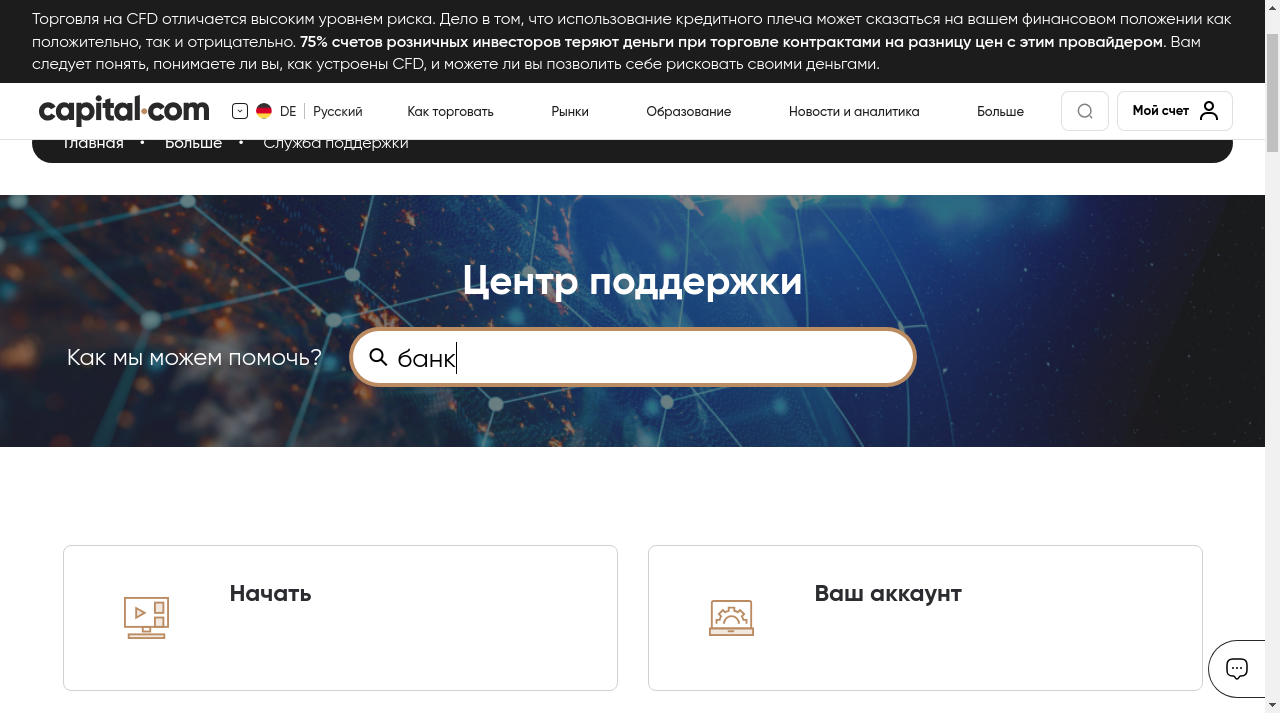 Торговля на CFD отличается высоким уровнем риска. Дело в том, что использование кредитного плеча может сказаться на вашем финансовом положении как
положительно, так и отрицательно. 75% счетов розничных инвесторов теряют деньги при торговле контрактами на разницу цен с этим провайдером. Вам
следует понять, понимаете ли вы, как устроены CFD, и можете ли вы позволить себе рисковать своими деньгами.
capital.com DE Русский Как торговать Рынки Образование Новости и аналитика Больше Мой счет
Главная • Больше • Служба поддержки
Центр поддержки
Как мы можем помочь? банк
Начать Ваш аккаунт